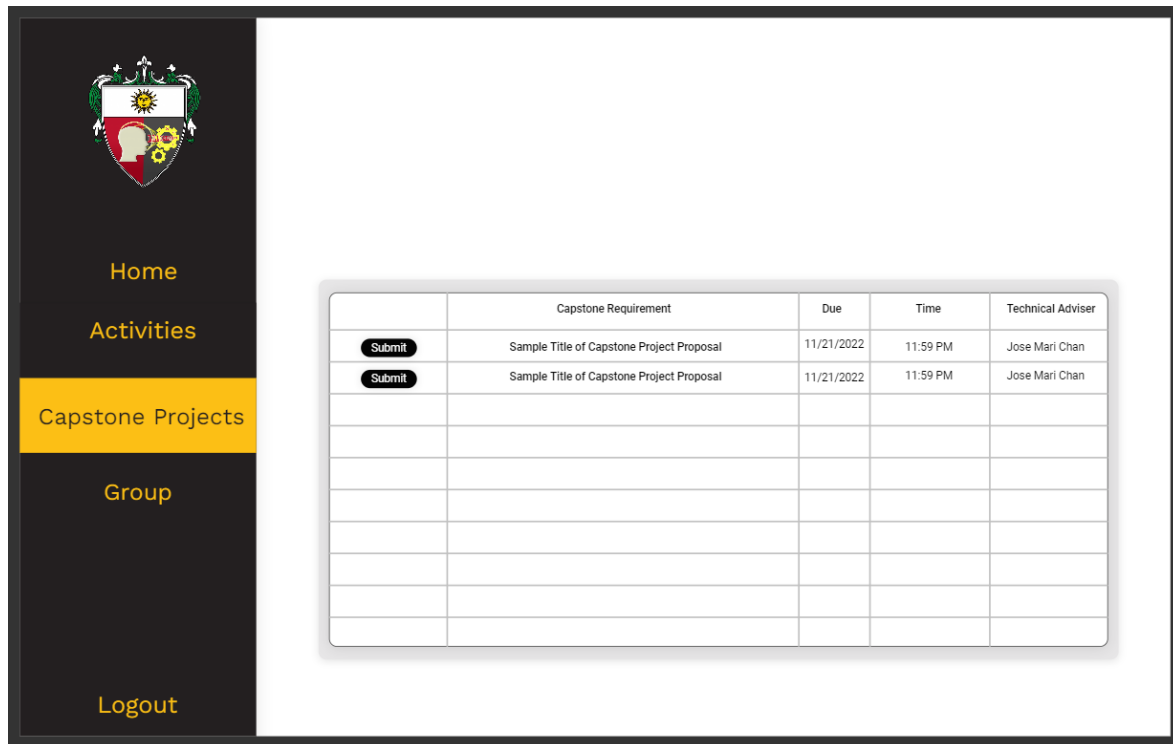 Home
Activities
Capstone Projects
Group
Logout
Capstone Requirement Due Time Technical Adviser
Submit Sample Title of Capstone Project Proposal 11/21/2022 11:59 PM Jose Mari Chan
Submit Sample Title of Capstone Project Proposal 11/21/2022 11:59 PM Jose Mari Chan